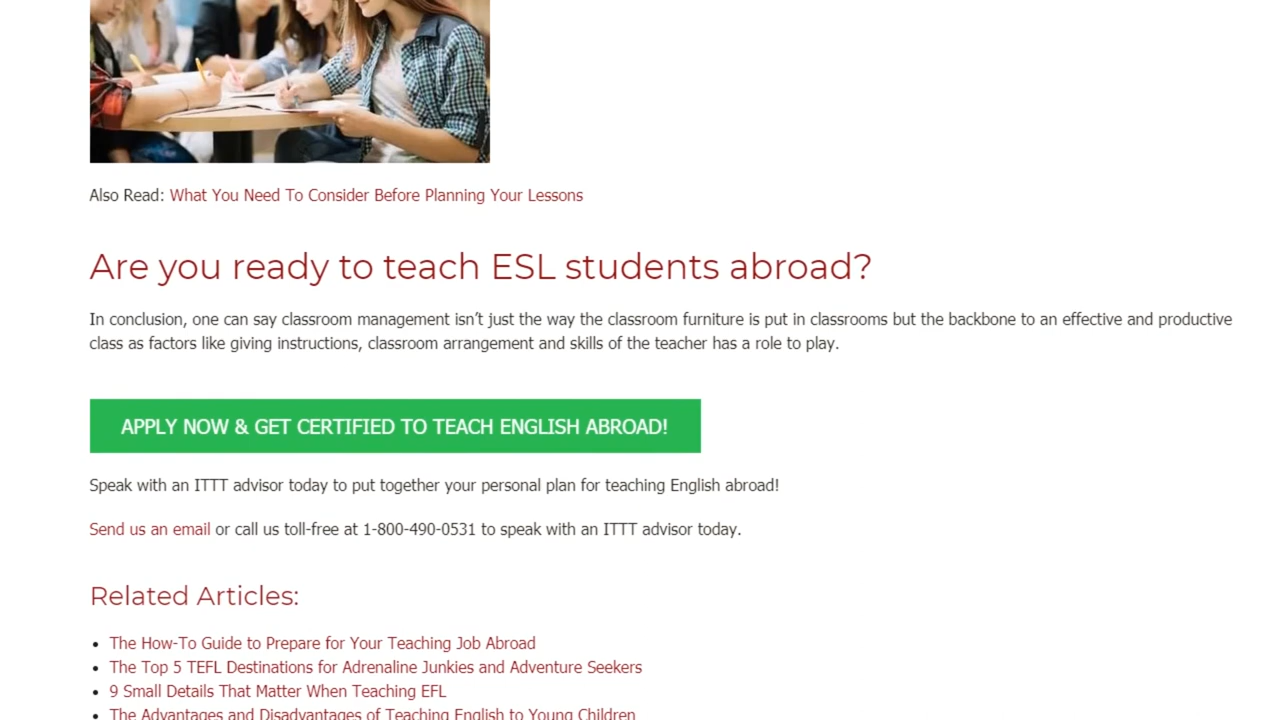 Also Read: What You Need To Consider Before Planning Your Lessons
Are you ready to teach ESL students abroad?
In conclusion, one can say classroom management isn’t just the way the classroom furniture is put in classrooms but the backbone to an effective and productive
class as factors like giving instructions, classroom arrangement and skills of the teacher has a role to play.
APPLY NOW & GET CERTIFIED TO TEACH ENGLISH ABROAD!
Speak with an ITTT advisor today to put together your personal plan for teaching English abroad!
Send us an email or call us toll-free at 1-800-490-0531 to speak with an ITTT advisor today.
Related Articles:
• The How-To Guide to Prepare for Your Teaching Job Abroad
• The Top 5 TEFL Destinations for Adrenaline Junkies and Adventure Seekers
• 9 Small Details That Matter When Teaching EFL
• The Advantages and Disadvantages of Teaching English to Young Children